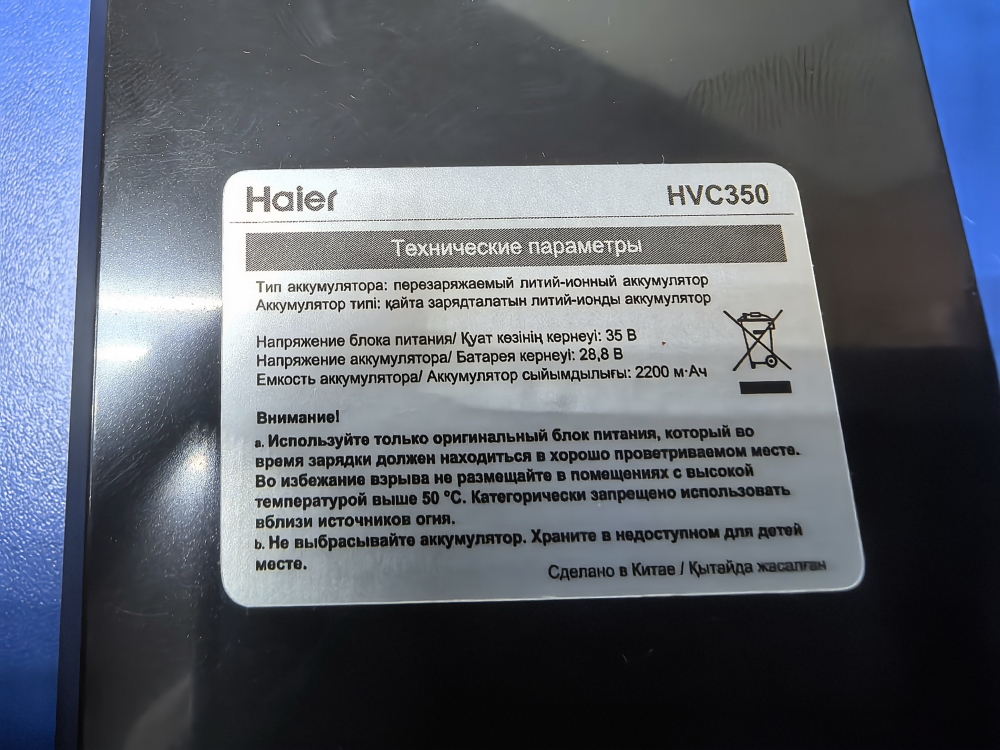 Haier
HVC350
Технические параметры
Тип аккумулятора: перезаряжаемый литий-ионный аккумулятор
Аккумулятор типі: қайта зарядталатын литий-ионды аккумулятор
Напряжение блока питания/ Қуат көзінің кернеуі: 35 В
Напряжение аккумулятора/ Батарея кернеуі: 28,8 В
Емкость аккумулятора/ Аккумулятор сыйымдылығы: 2200 м·Ач
Внимание!
a. Используйте только оригинальный блок питания, который во
время зарядки должен находиться в хорошо проветриваемом месте.
Во избежание взрыва не размещайте в помещениях с высокой
температурой выше 50 °C. Категорически запрещено использовать
вблизи источников огня.
b. Не выбрасывайте аккумулятор. Храните в недоступном для детей
месте.
Сделано в Китае / Қытайда жасалған